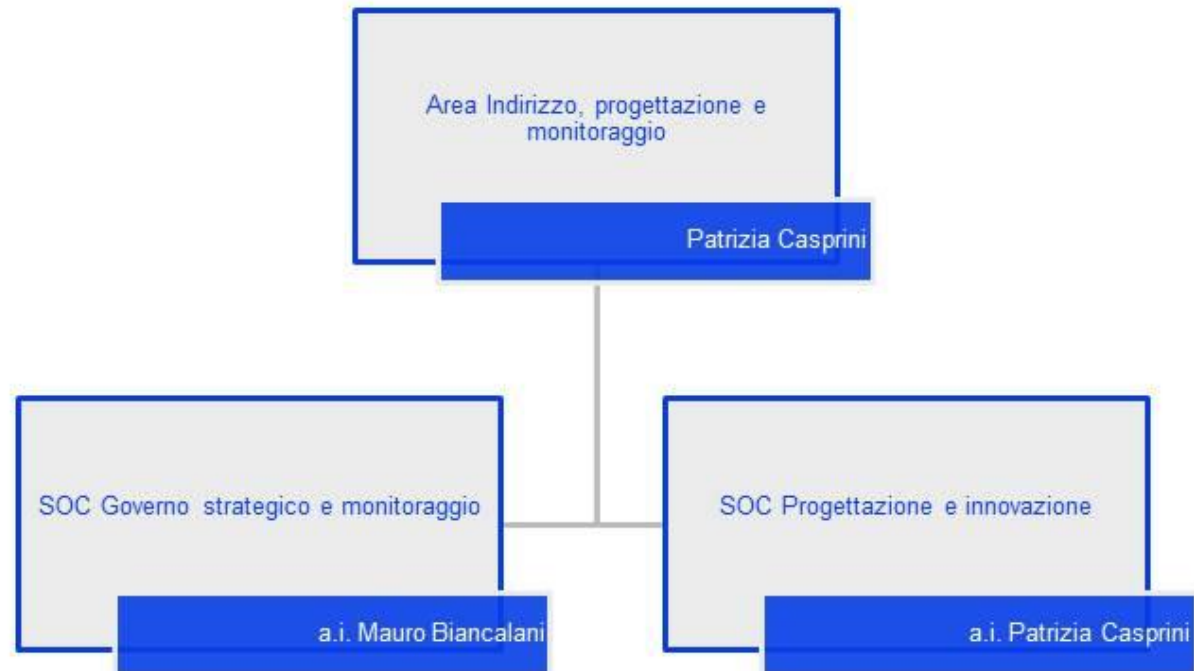 Area Indirizzo, progettazione e
monitoraggio
Patrizia Casprini
SOC Governo strategico e monitoraggio
a.i. Mauro Biancalani
SOC Progettazione e innovazione
a.i. Patrizia Casprini